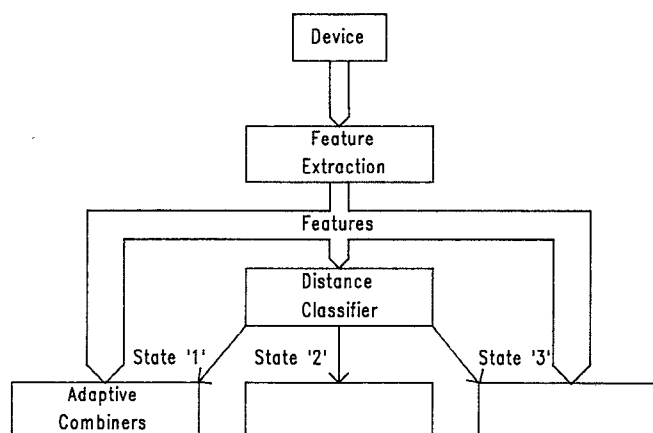 Device
Feature
Extraction
Features
Distance
Classifier
State '1'
State '2'
State '3'
Adaptive
Combiners